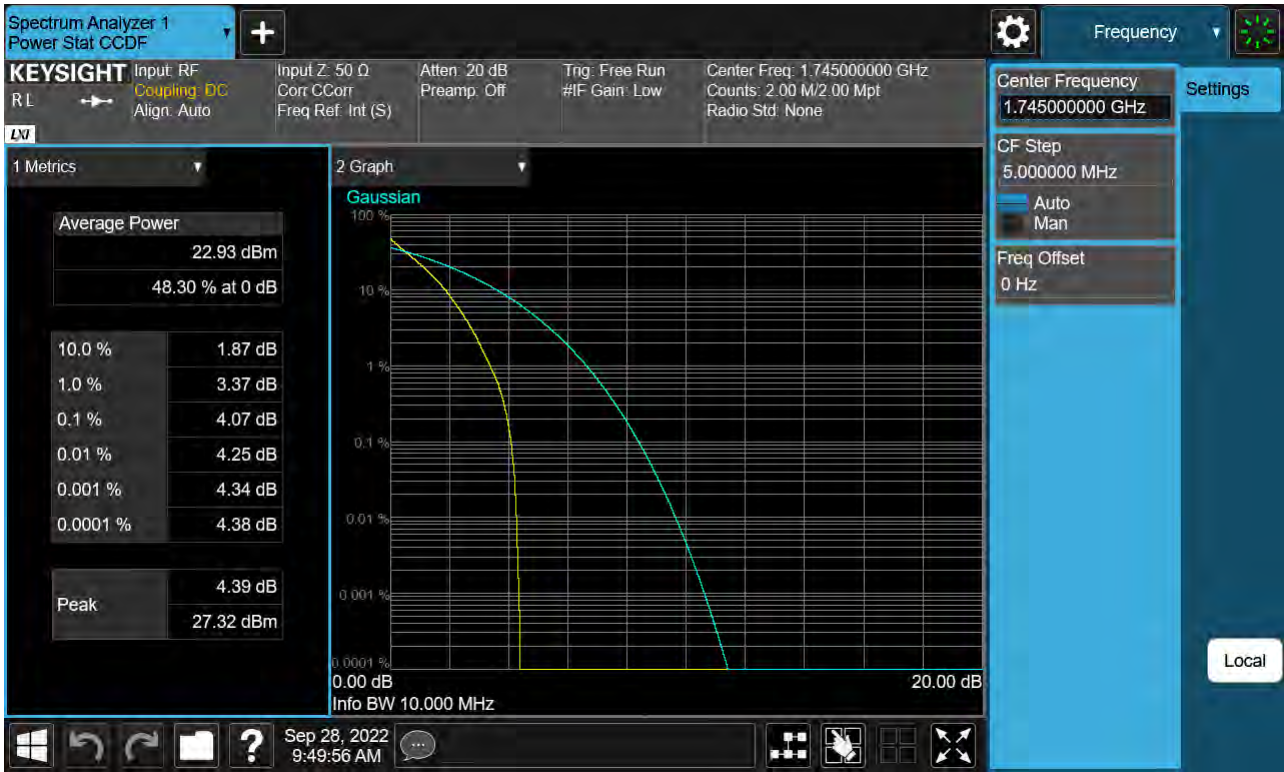 Spectrum Analyzer 1
Power Stat CCDF
+
Frequency
KEYSIGHT
Input: RF
Coupling: DC
Align: Auto
Input Z: 50 Ω
Corr CCorr
Freq Ref: Int (S)
Atten: 20 dB
Preamp: Off
Trig: Free Run
#IF Gain: Low
Center Freq: 1.745000000 GHz
Counts: 2.00 M/2.00 Mpt
Radio Std: None
R L
LXI
Center Frequency
1.745000000 GHz
Settings
CF Step
5.000000 MHz
Auto
Man
Freq Offset
0 Hz
Local
1 Metrics
Average Power
22.93 dBm
48.30 % at 0 dB
10.0 % 1.87 dB
1.0 % 3.37 dB
0.1 % 4.07 dB
0.01 % 4.25 dB
0.001 % 4.34 dB
0.0001 % 4.38 dB
Peak
4.39 dB
27.32 dBm
2 Graph
Gaussian
100 %
10 %
1 %
0.1 %
0.01 %
0.001 %
0.0001 %
0.00 dB 20.00 dB
Info BW 10.000 MHz
?
Sep 28, 2022
9:49:56 AM